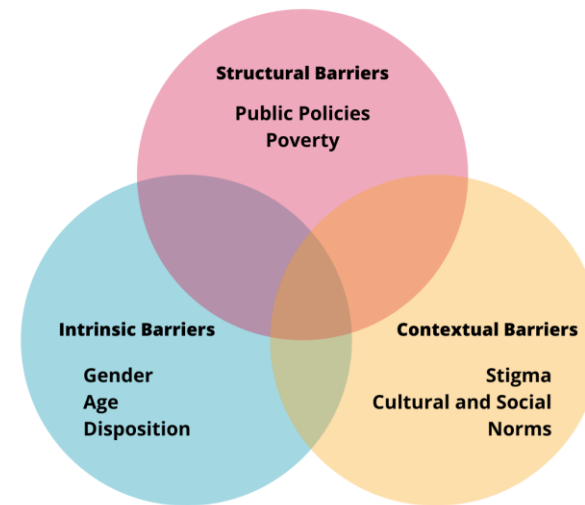 Structural Barriers
Public Policies
Poverty
Intrinsic Barriers
Gender
Age
Disposition
Contextual Barriers
Stigma
Cultural and Social
Norms